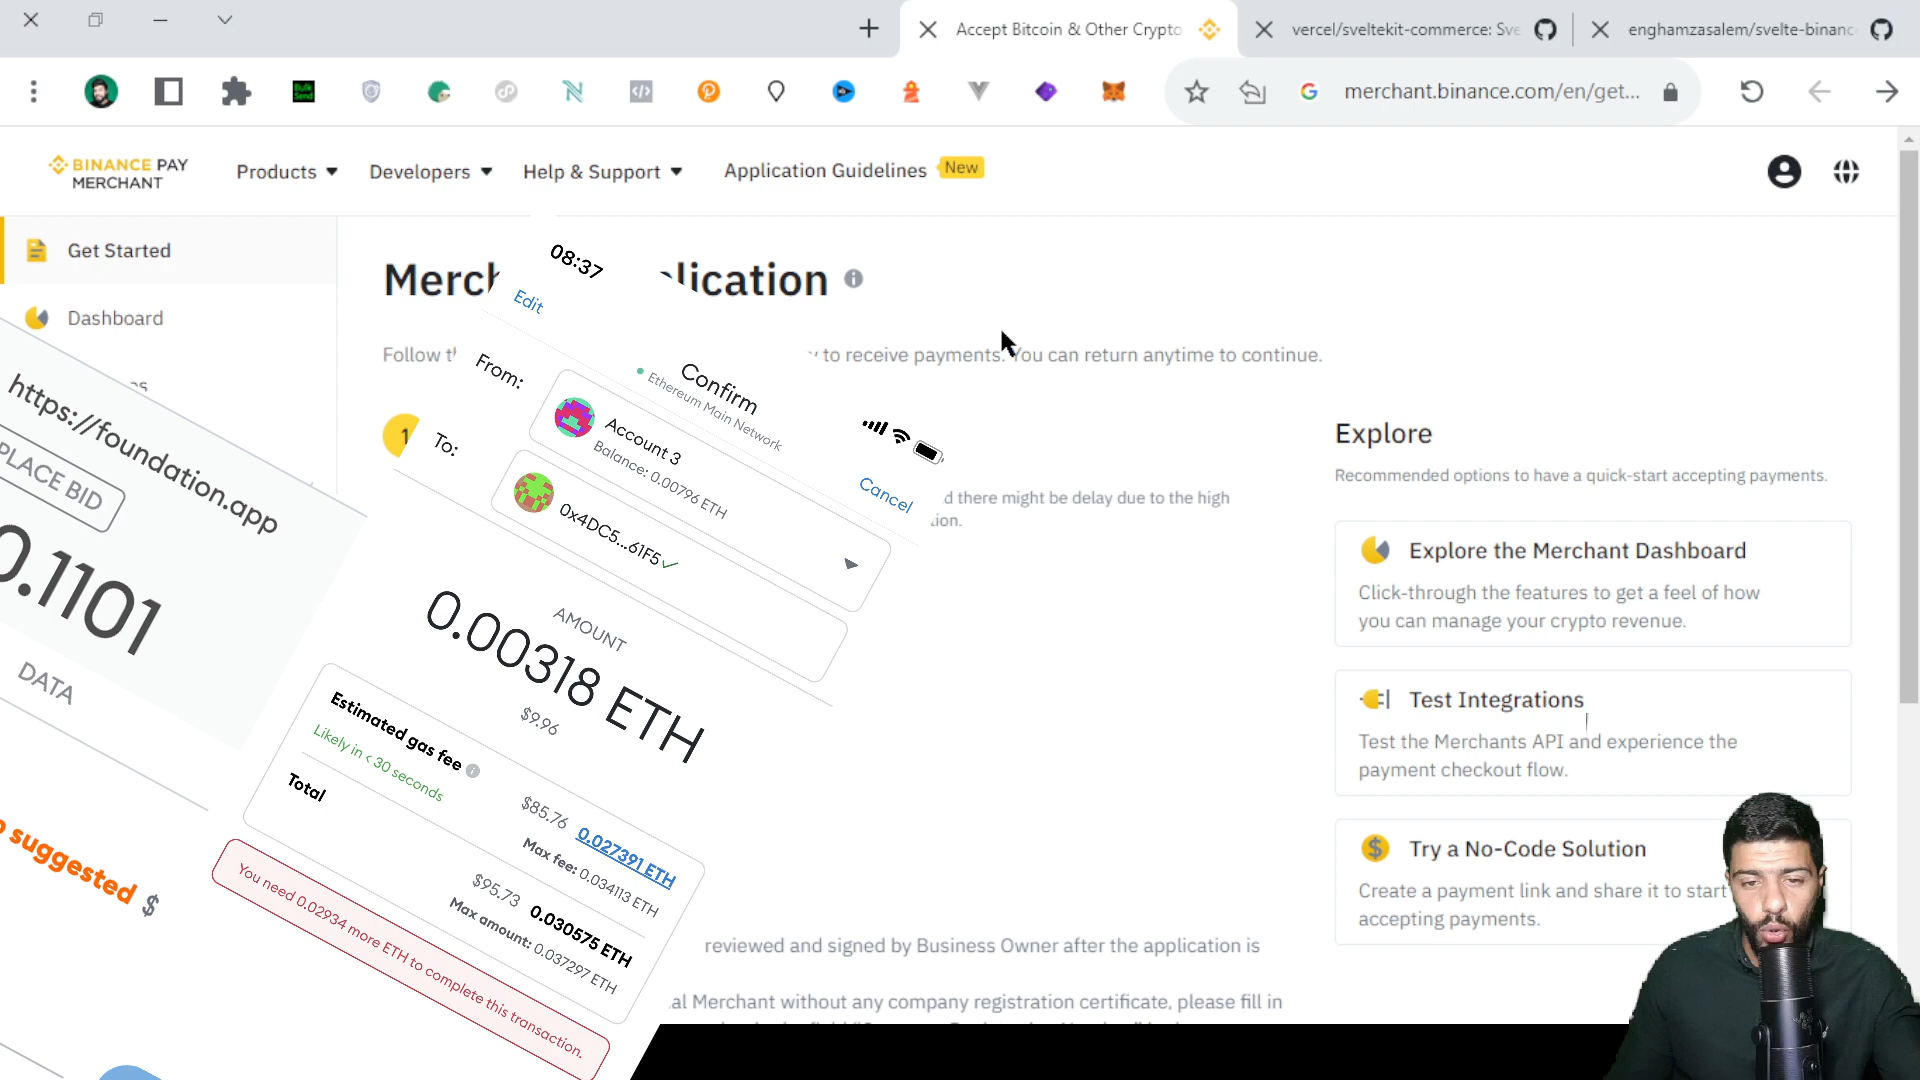 Accept Bitcoin & Other Crypto
vercel/sveltekit-commerce: Sve
enghamzasalem/svelte-binanc
Bulk
Send
merchant.binance.com/en/get...
BINANCE PAY
MERCHANT
Products
Developers
Help & Support
Application Guidelines
New
Get Started
Dashboard
es
Merch
lication
Follow th
y to receive payments. You can return anytime to continue.
1
d there might be delay due to the high
ion.
reviewed and signed by Business Owner after the application is
al Merchant without any company registration certificate, please fill in
Explore
Recommended options to have a quick-start accepting payments.
Explore the Merchant Dashboard
Click-through the features to get a feel of how
you can manage your crypto revenue.
Test Integrations
Test the Merchants API and experience the
payment checkout flow.
Try a No-Code Solution
Create a payment link and share it to start
accepting payments.
08:37
Edit
Confirm
Ethereum Main Network
Cancel
From:
Account 3
Balance: 0.00796 ETH
To:
0x4DC5...61F5
AMOUNT
0.00318 ETH
$9.96
Estimated gas fee
$85.76 0.027391 ETH
Likely in < 30 seconds
Max fee: 0.034113 ETH
Total
$95.73 0.030575 ETH
Max amount: 0.037297 ETH
You need 0.02934 more ETH to complete this transaction.
https://foundation.app
PLACE BID
0.1101
DATA
suggested $